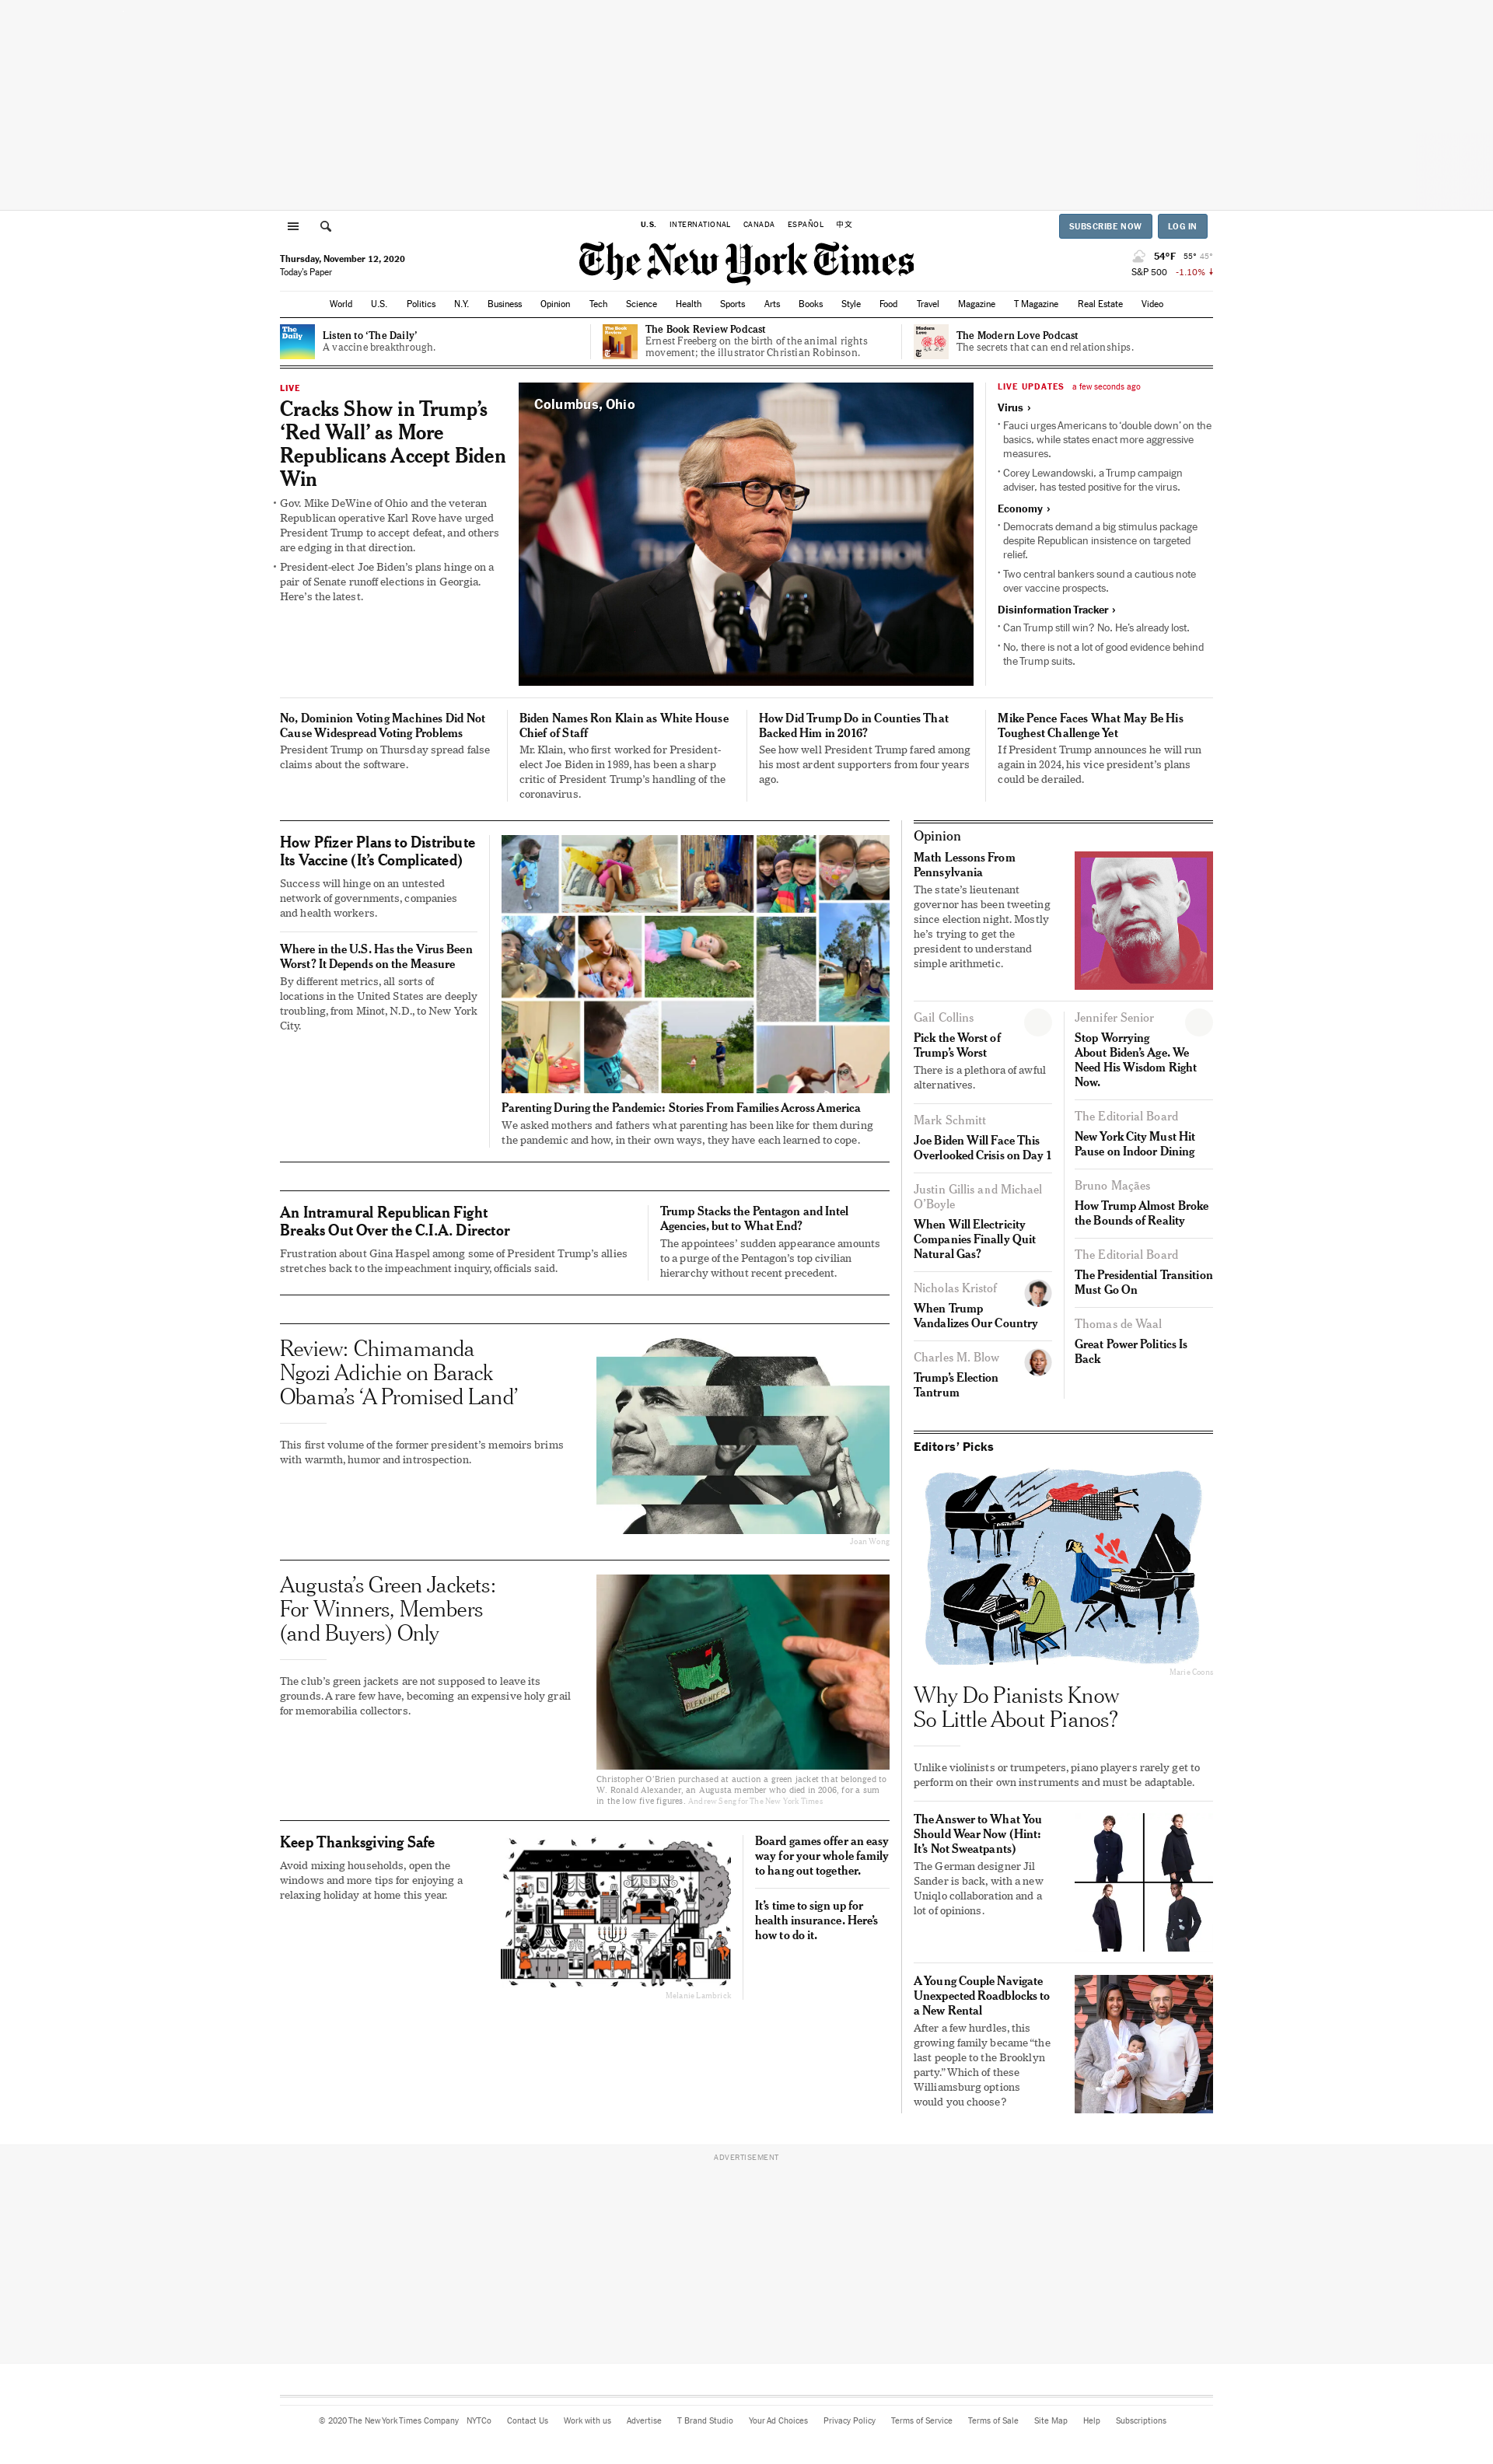 U.S. INTERNATIONAL CANADA ESPAÑOL 中文
SUBSCRIBE NOW LOG IN
The New York Times
Thursday, November 12, 2020
Today's Paper
54°F 55° 45°
S&P 500 -1.10%
World U.S. Politics N.Y. Business Opinion Tech Science Health Sports Arts Books Style Food Travel Magazine T Magazine Real Estate Video
The
Daily
Listen to ‘The Daily’
A vaccine breakthrough.
The Book
Review
The Book Review Podcast
Ernest Freeberg on the birth of the animal rights
movement; the illustrator Christian Robinson.
Modern
Love
The Modern Love Podcast
The secrets that can end relationships.
LIVE
Cracks Show in Trump’s
‘Red Wall’ as More
Republicans Accept Biden
Win
• Gov. Mike DeWine of Ohio and the veteran
Republican operative Karl Rove have urged
President Trump to accept defeat, and others
are edging in that direction.
• President-elect Joe Biden’s plans hinge on a
pair of Senate runoff elections in Georgia.
Here’s the latest.
Columbus, Ohio
LIVE UPDATES a few seconds ago
Virus ›
• Fauci urges Americans to ‘double down’ on the
basics, while states enact more aggressive
measures.
• Corey Lewandowski, a Trump campaign
adviser, has tested positive for the virus.
Economy ›
• Democrats demand a big stimulus package
despite Republican insistence on targeted
relief.
• Two central bankers sound a cautious note
over vaccine prospects.
Disinformation Tracker ›
• Can Trump still win? No. He’s already lost.
• No, there is not a lot of good evidence behind
the Trump suits.
No, Dominion Voting Machines Did Not
Cause Widespread Voting Problems
President Trump on Thursday spread false
claims about the software.
Biden Names Ron Klain as White House
Chief of Staff
Mr. Klain, who first worked for President-
elect Joe Biden in 1989, has been a sharp
critic of President Trump’s handling of the
coronavirus.
How Did Trump Do in Counties That
Backed Him in 2016?
See how well President Trump fared among
his most ardent supporters from four years
ago.
Mike Pence Faces What May Be His
Toughest Challenge Yet
If President Trump announces he will run
again in 2024, his vice president’s plans
could be derailed.
How Pfizer Plans to Distribute
Its Vaccine (It’s Complicated)
Success will hinge on an untested
network of governments, companies
and health workers.
Where in the U.S. Has the Virus Been
Worst? It Depends on the Measure
By different metrics, all sorts of
locations in the United States are deeply
troubling, from Minot, N.D., to New York
City.
Parenting During the Pandemic: Stories From Families Across America
We asked mothers and fathers what parenting has been like for them during
the pandemic and how, in their own ways, they have each learned to cope.
An Intramural Republican Fight
Breaks Out Over the C.I.A. Director
Frustration about Gina Haspel among some of President Trump’s allies
stretches back to the impeachment inquiry, officials said.
Trump Stacks the Pentagon and Intel
Agencies, but to What End?
The appointees’ sudden appearance amounts
to a purge of the Pentagon’s top civilian
hierarchy without recent precedent.
Review: Chimamanda
Ngozi Adichie on Barack
Obama’s ‘A Promised Land’
This first volume of the former president’s memoirs brims
with warmth, humor and introspection.
Joan Wong
Augusta’s Green Jackets:
For Winners, Members
(and Buyers) Only
The club’s green jackets are not supposed to leave its
grounds. A rare few have, becoming an expensive holy grail
for memorabilia collectors.
ALEXANDER
Christopher O’Brien purchased at auction a green jacket that belonged to
W. Ronald Alexander, an Augusta member who died in 2006, for a sum
in the low five figures. Andrew Seng for The New York Times
Keep Thanksgiving Safe
Avoid mixing households, open the
windows and more tips for enjoying a
relaxing holiday at home this year.
Melanie Lambrick
Board games offer an easy
way for your whole family
to hang out together.
It’s time to sign up for
health insurance. Here’s
how to do it.
Opinion
Math Lessons From
Pennsylvania
The state’s lieutenant
governor has been tweeting
since election night. Mostly
he’s trying to get the
president to understand
simple arithmetic.
Gail Collins
Pick the Worst of
Trump’s Worst
There is a plethora of awful
alternatives.
Mark Schmitt
Joe Biden Will Face This
Overlooked Crisis on Day 1
Justin Gillis and Michael
O’Boyle
When Will Electricity
Companies Finally Quit
Natural Gas?
Nicholas Kristof
When Trump
Vandalizes Our Country
Charles M. Blow
Trump’s Election
Tantrum
Jennifer Senior
Stop Worrying
About Biden’s Age. We
Need His Wisdom Right
Now.
The Editorial Board
New York City Must Hit
Pause on Indoor Dining
Bruno Maçães
How Trump Almost Broke
the Bounds of Reality
The Editorial Board
The Presidential Transition
Must Go On
Thomas de Waal
Great Power Politics Is
Back
Editors’ Picks
Marie Coons
Why Do Pianists Know
So Little About Pianos?
Unlike violinists or trumpeters, piano players rarely get to
perform on their own instruments and must be adaptable.
The Answer to What You
Should Wear Now (Hint:
It’s Not Sweatpants)
The German designer Jil
Sander is back, with a new
Uniqlo collaboration and a
lot of opinions.
A Young Couple Navigate
Unexpected Roadblocks to
a New Rental
After a few hurdles, this
growing family became “the
last people to the Brooklyn
party.” Which of these
Williamsburg options
would you choose?
ADVERTISEMENT
© 2020 The New York Times Company NYTCo Contact Us Work with us Advertise T Brand Studio Your Ad Choices Privacy Policy Terms of Service Terms of Sale Site Map Help Subscriptions